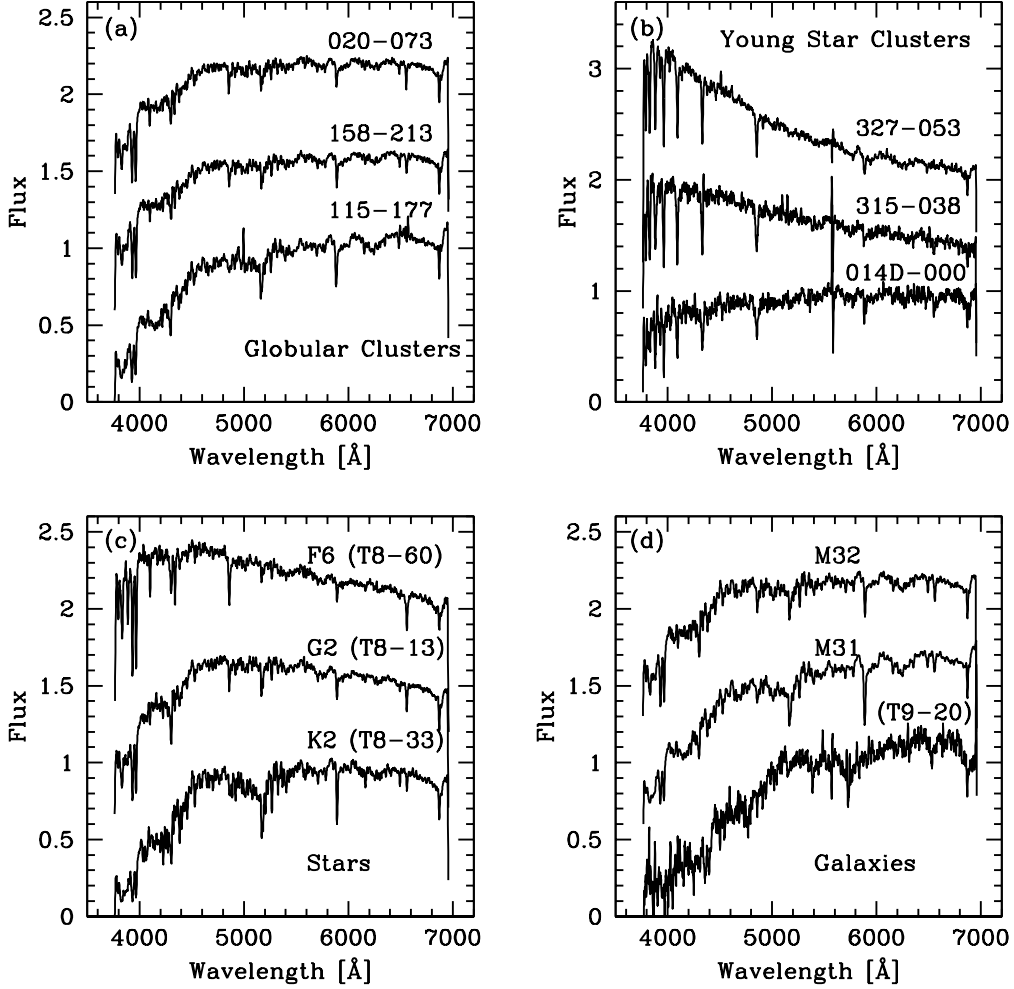 (a)
020-073
158-213
115-177
Globular Clusters
Flux
2.5
2
1.5
1
0.5
0
4000 5000 6000 7000
Wavelength [Å]
(b)
Young Star Clusters
327-053
315-038
014D-000
Flux
3
2
1
0
4000 5000 6000 7000
Wavelength [Å]
(c)
F6 (T8-60)
G2 (T8-13)
K2 (T8-33)
Stars
Flux
2.5
2
1.5
1
0.5
0
4000 5000 6000 7000
Wavelength [Å]
(d)
M32
M31
(T9-20)
Galaxies
Flux
2.5
2
1.5
1
0.5
0
4000 5000 6000 7000
Wavelength [Å]